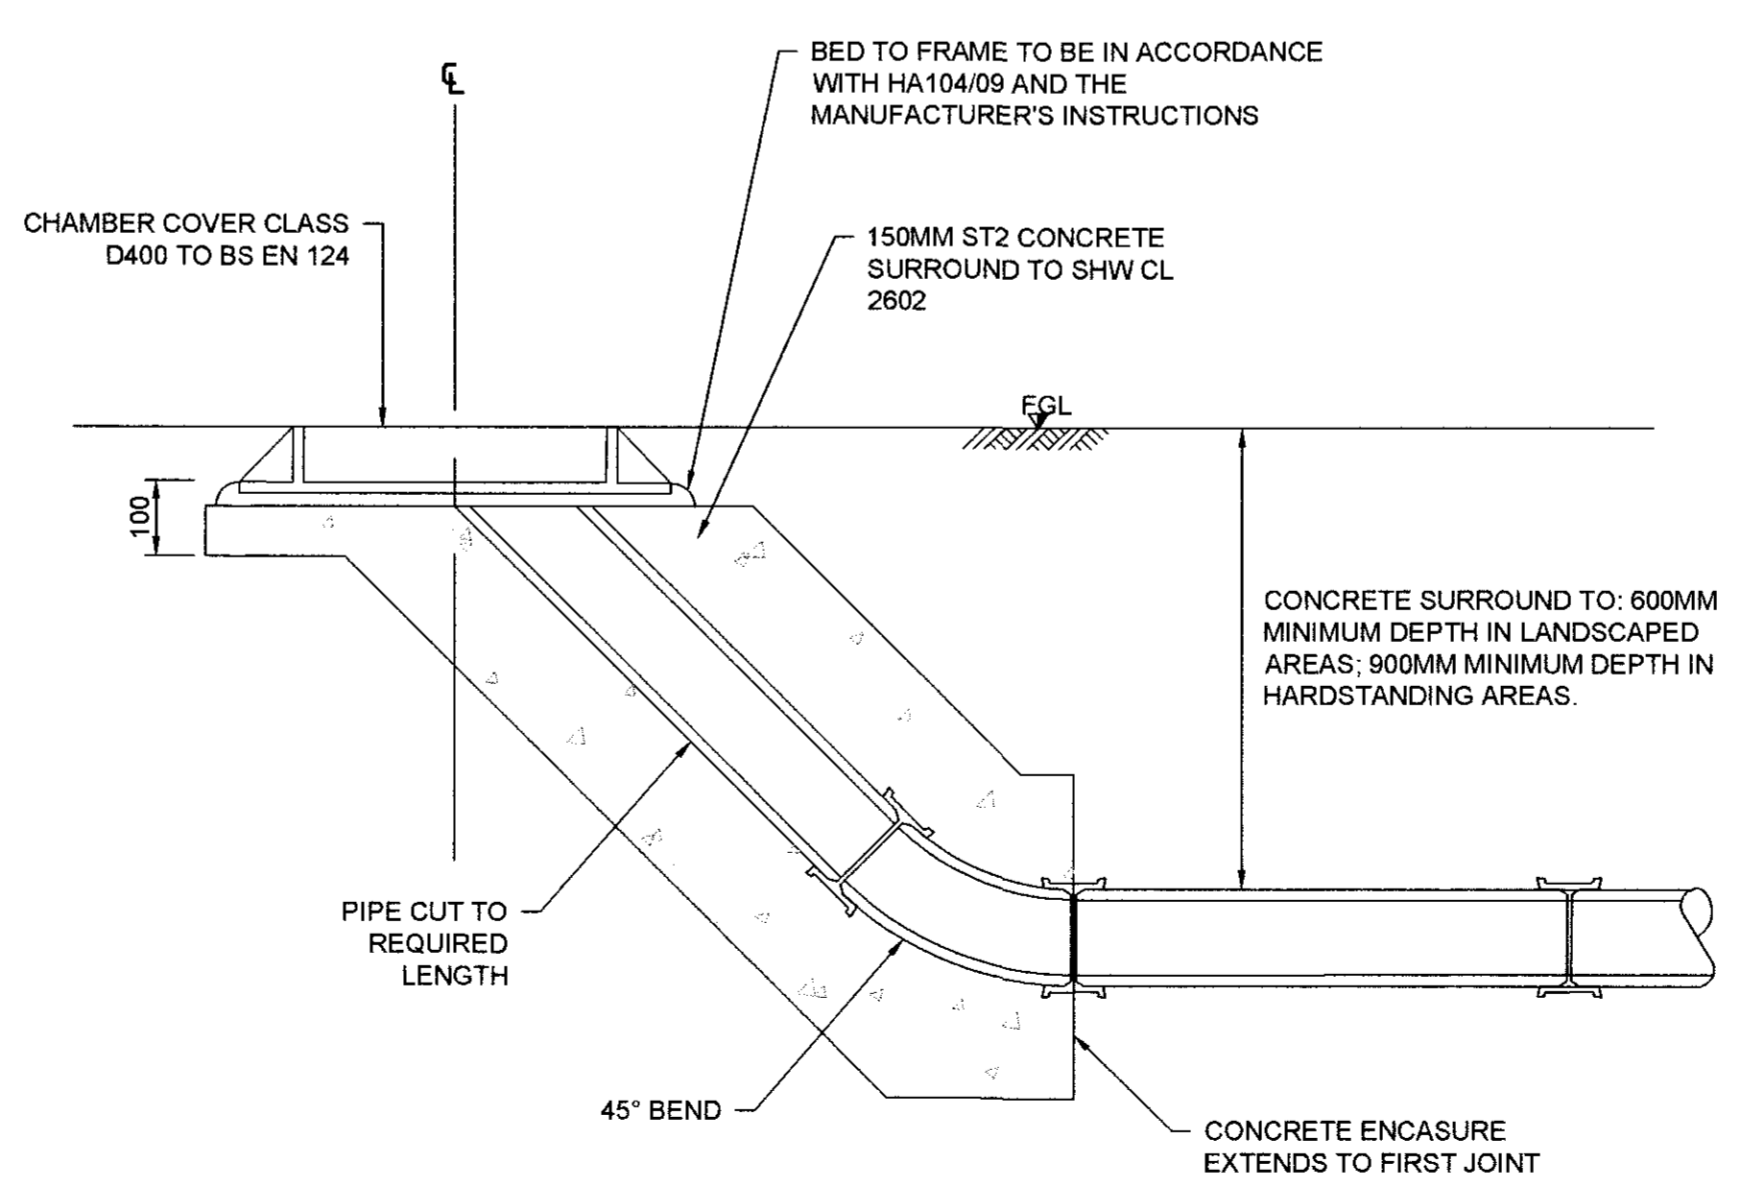 ℄
BED TO FRAME TO BE IN ACCORDANCE
WITH HA104/09 AND THE
MANUFACTURER'S INSTRUCTIONS
CHAMBER COVER CLASS
D400 TO BS EN 124
150MM ST2 CONCRETE
SURROUND TO SHW CL
2602
FGL
100
CONCRETE SURROUND TO: 600MM
MINIMUM DEPTH IN LANDSCAPED
AREAS; 900MM MINIMUM DEPTH IN
HARDSTANDING AREAS.
PIPE CUT TO
REQUIRED
LENGTH
45° BEND
CONCRETE ENCASURE
EXTENDS TO FIRST JOINT